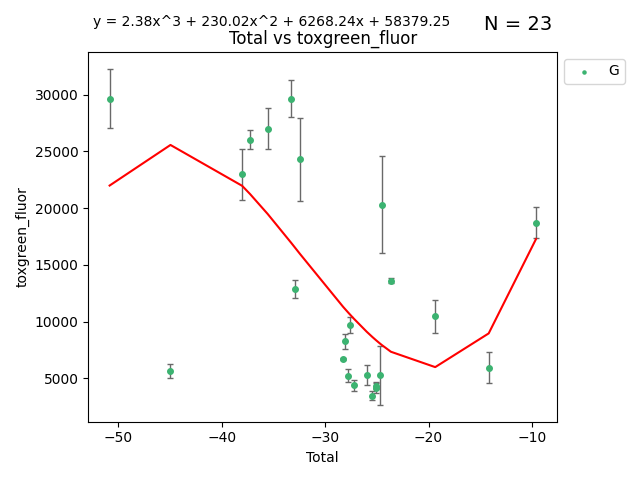 y = 2.38x^3 + 230.02x^2 + 6268.24x + 58379.25
N = 23
Total vs toxgreen_fluor
G
30000
25000
20000
15000
10000
5000
toxgreen_fluor
−50
−40
−30
−20
−10
Total